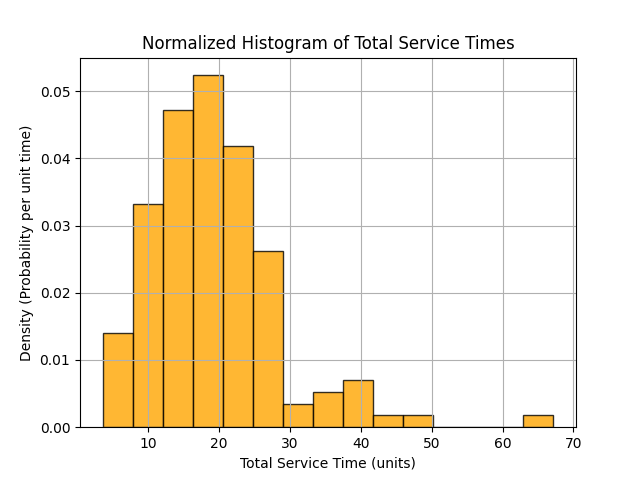 Normalized Histogram of Total Service Times
Density (Probability per unit time)
0.05
0.04
0.03
0.02
0.01
0.00
10 20 30 40 50 60 70
Total Service Time (units)